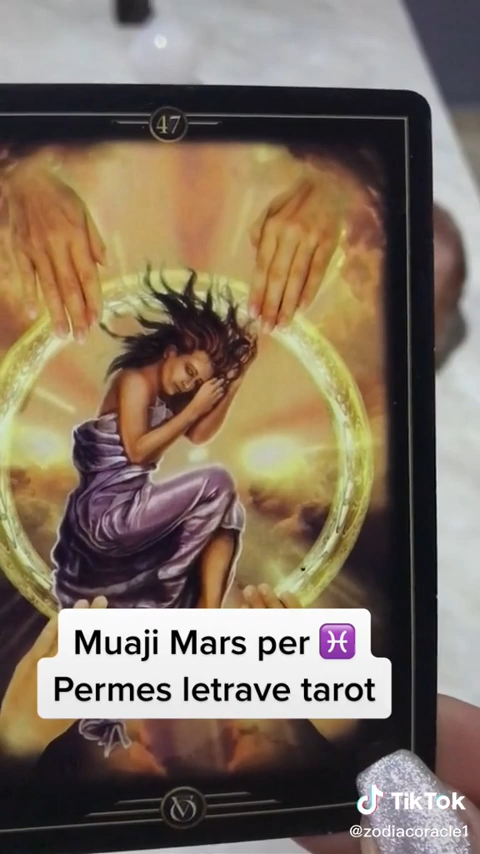 47
Muaji Mars per ♓
Permes letrave tarot
TikTok
@zodiacoracle1